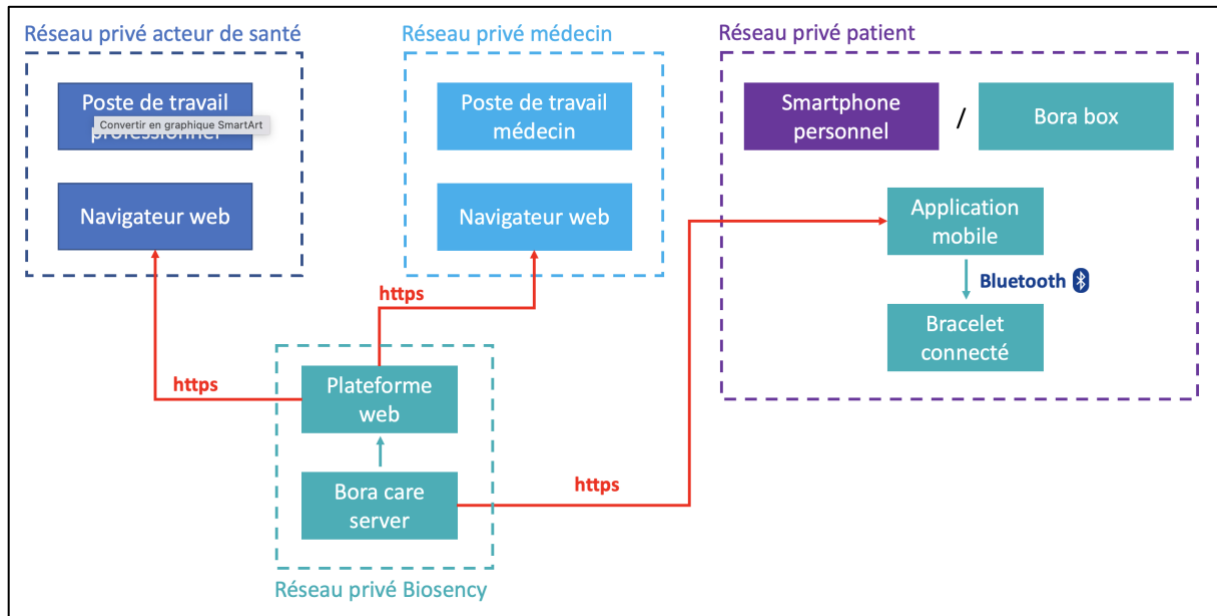 Réseau privé acteur de santé
Réseau privé médecin
Réseau privé patient
Poste de travail
Convertir en graphique SmartArt
professionnel
Poste de travail
médecin
Smartphone
personnel
/
Bora box
Navigateur web
Navigateur web
Application
mobile
Bluetooth
https
Bracelet
connecté
https
Plateforme
web
https
Bora care
server
Réseau privé Biosency